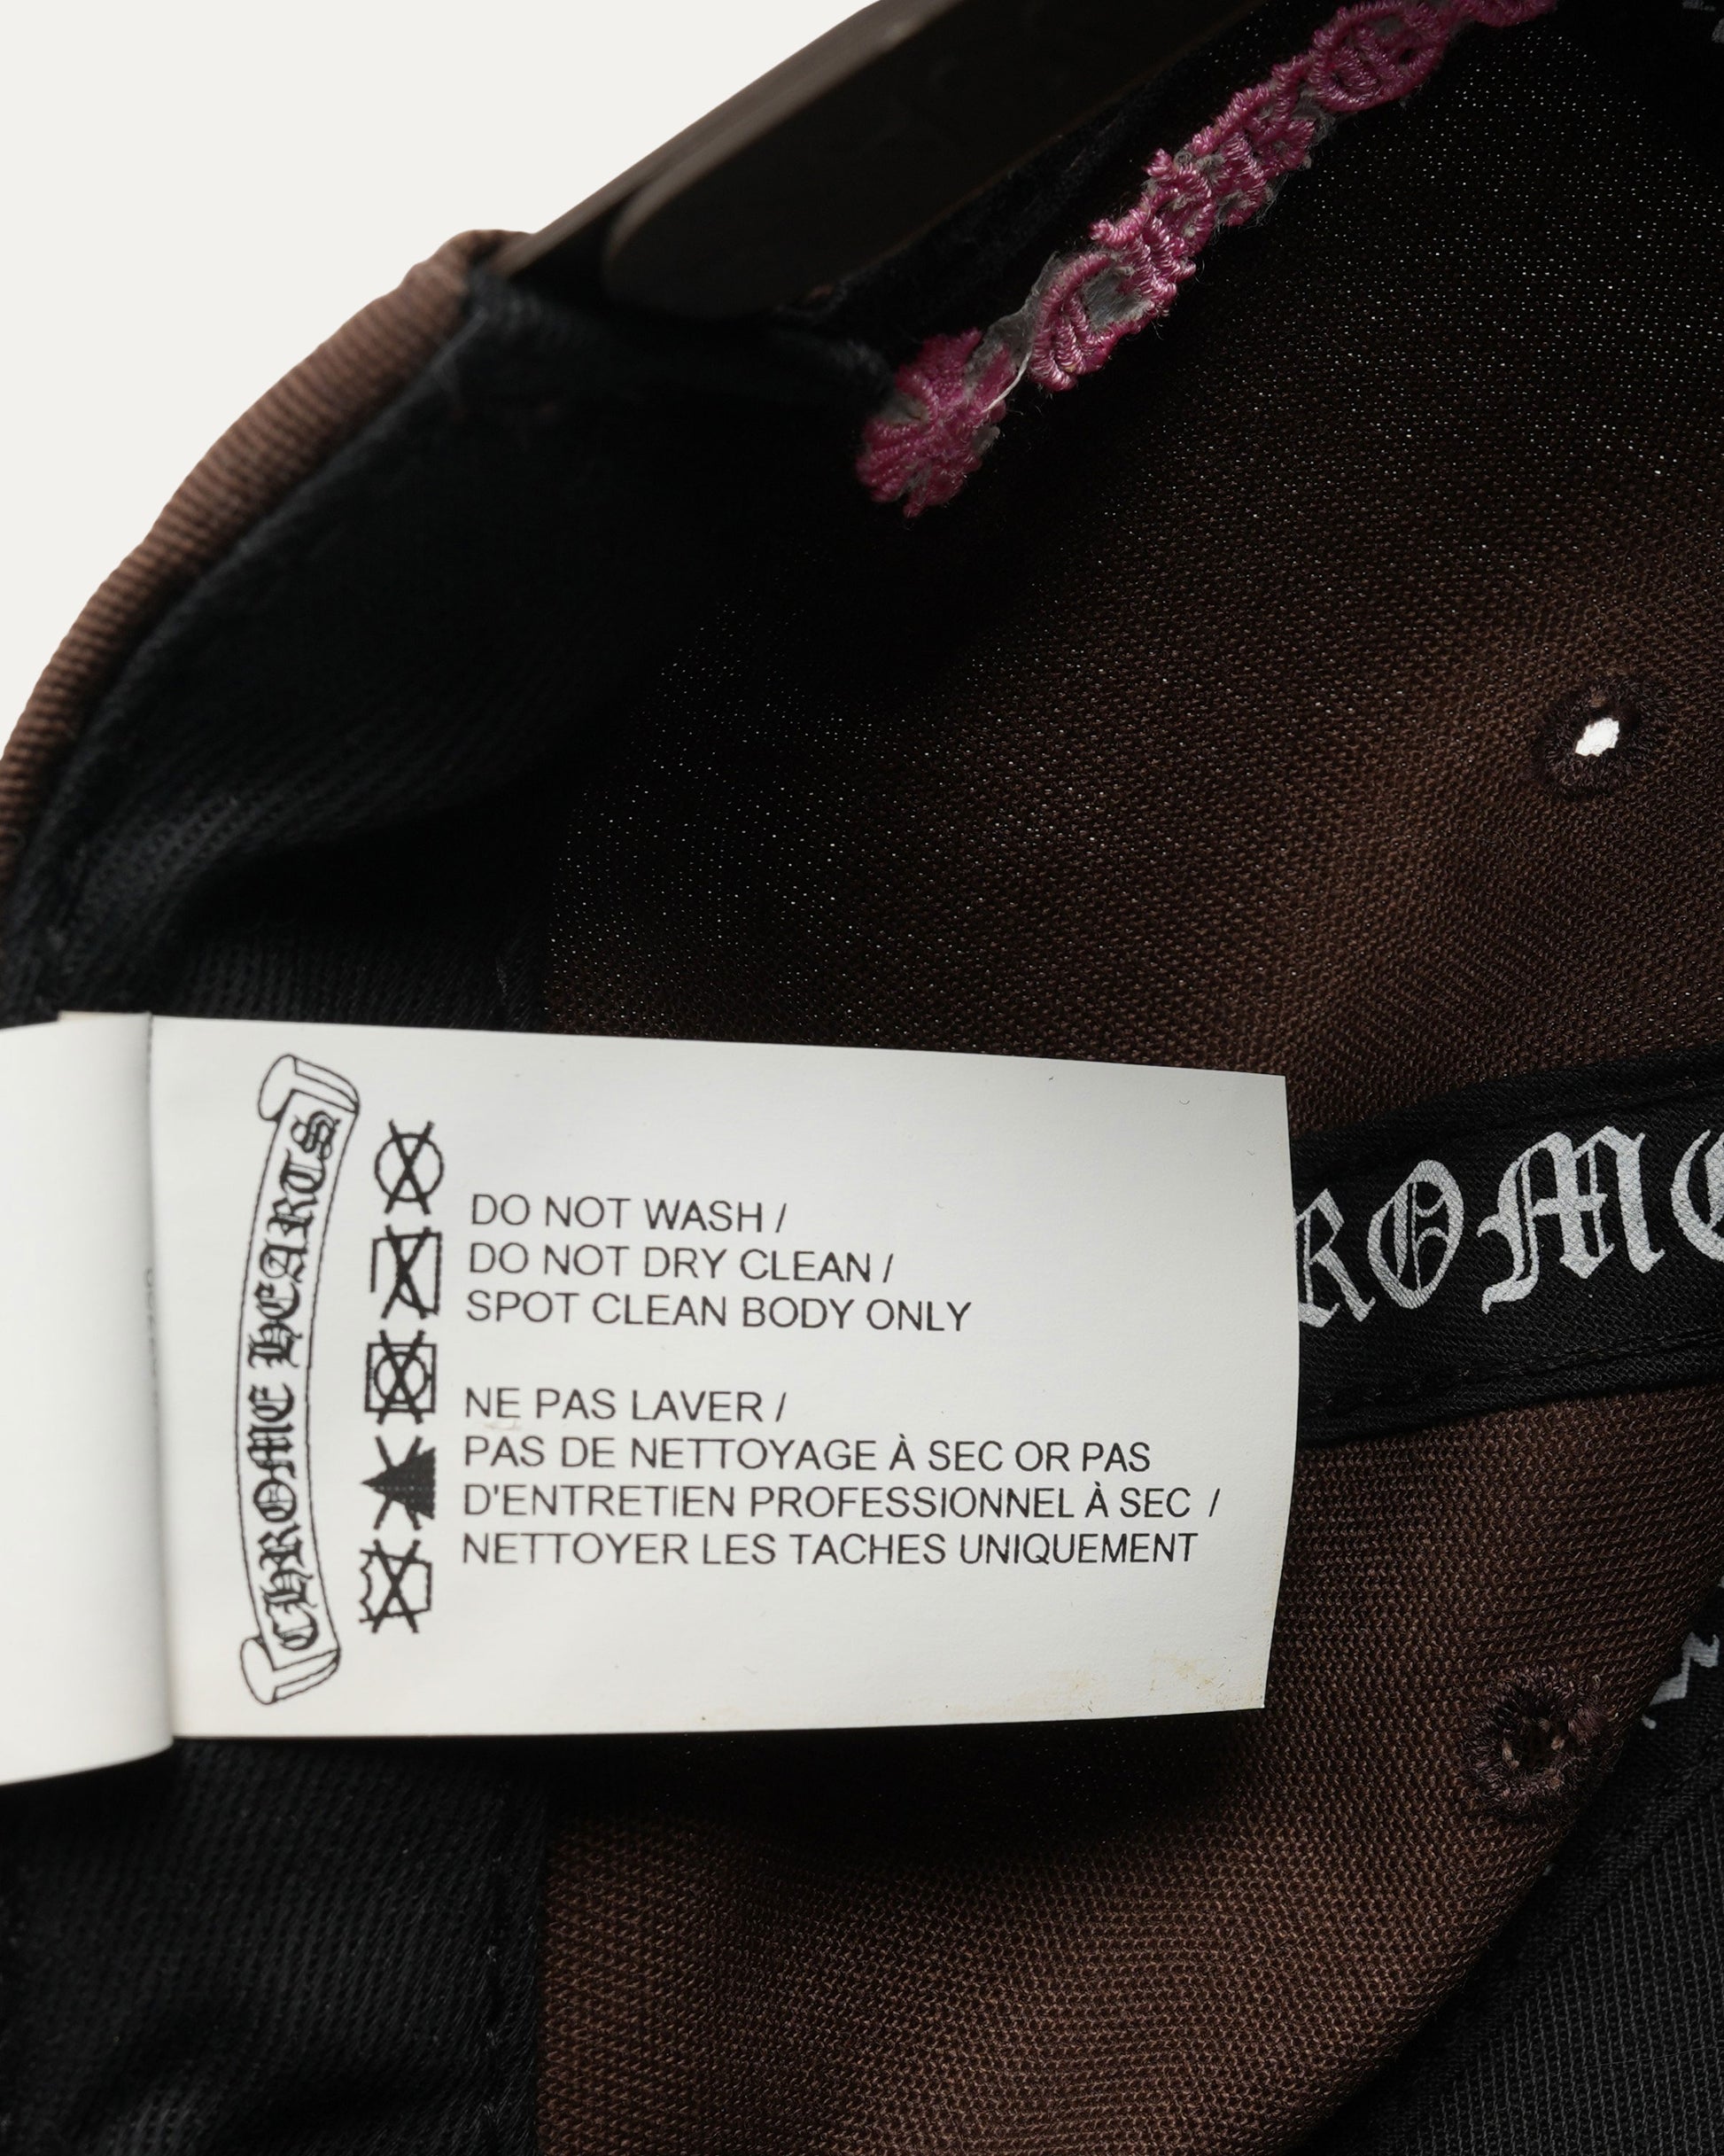 CHROME HEARTS
DO NOT WASH /
DO NOT DRY CLEAN /
SPOT CLEAN BODY ONLY
NE PAS LAVER /
PAS DE NETTOYAGE À SEC OR PAS
D'ENTRETIEN PROFESSIONNEL À SEC /
NETTOYER LES TACHES UNIQUEMENT
ROME